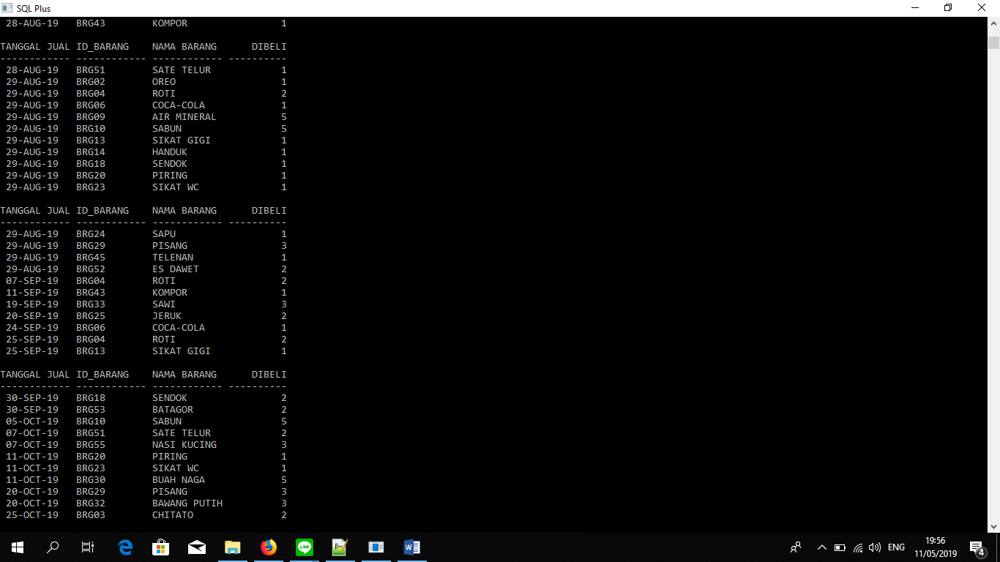 SQL Plus
28-AUG-19 BRG43 KOMPOR 1
TANGGAL JUAL ID_BARANG NAMA BARANG DIBELI
------------ ------------ ------------ ----------
28-AUG-19 BRG51 SATE TELUR 1
29-AUG-19 BRG02 OREO 1
29-AUG-19 BRG04 ROTI 2
29-AUG-19 BRG06 COCA-COLA 1
29-AUG-19 BRG09 AIR MINERAL 5
29-AUG-19 BRG10 SABUN 5
29-AUG-19 BRG13 SIKAT GIGI 1
29-AUG-19 BRG14 HANDUK 1
29-AUG-19 BRG18 SENDOK 1
29-AUG-19 BRG20 PIRING 1
29-AUG-19 BRG23 SIKAT WC 1
TANGGAL JUAL ID_BARANG NAMA BARANG DIBELI
------------ ------------ ------------ ----------
29-AUG-19 BRG24 SAPU 1
29-AUG-19 BRG29 PISANG 3
29-AUG-19 BRG45 TELENAN 1
29-AUG-19 BRG52 ES DAWET 2
07-SEP-19 BRG04 ROTI 2
11-SEP-19 BRG43 KOMPOR 1
19-SEP-19 BRG33 SAWI 3
20-SEP-19 BRG25 JERUK 2
24-SEP-19 BRG06 COCA-COLA 1
25-SEP-19 BRG04 ROTI 2
25-SEP-19 BRG13 SIKAT GIGI 1
TANGGAL JUAL ID_BARANG NAMA BARANG DIBELI
------------ ------------ ------------ ----------
30-SEP-19 BRG18 SENDOK 2
30-SEP-19 BRG53 BATAGOR 2
05-OCT-19 BRG10 SABUN 5
07-OCT-19 BRG51 SATE TELUR 2
07-OCT-19 BRG55 NASI KUCING 3
11-OCT-19 BRG20 PIRING 1
11-OCT-19 BRG23 SIKAT WC 1
11-OCT-19 BRG30 BUAH NAGA 5
20-OCT-19 BRG29 PISANG 3
20-OCT-19 BRG32 BAWANG PUTIH 3
25-OCT-19 BRG03 CHITATO 2
LINE
ENG
19:56
11/05/2019
4